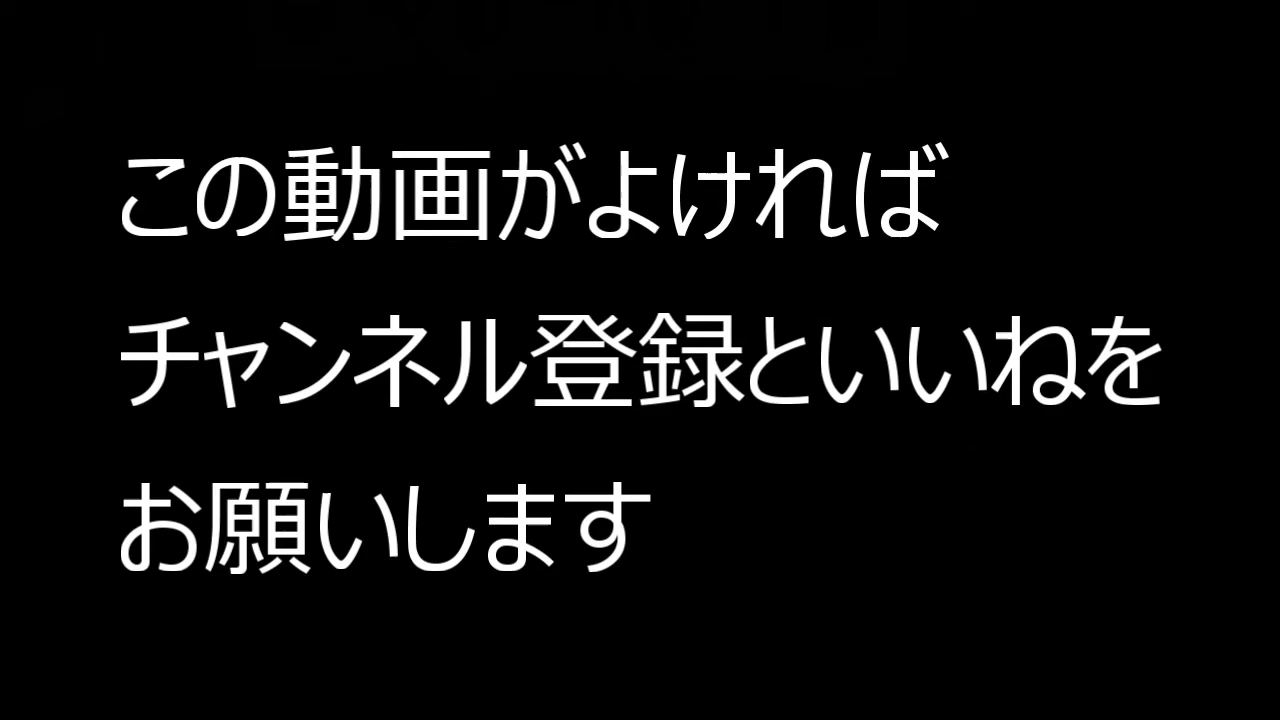 この動画がよければ
チャンネル登録といいねを
お願いします